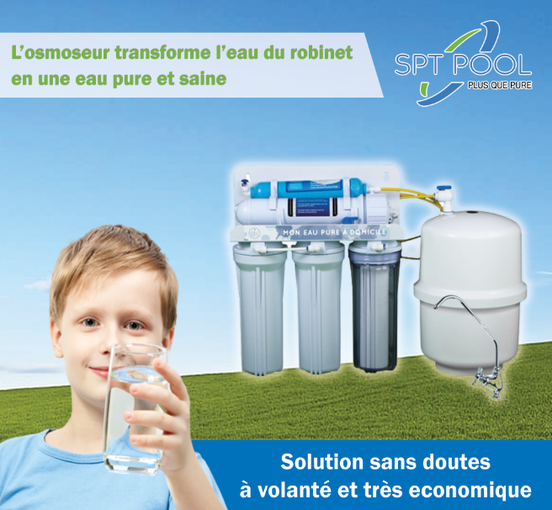 L'osmoseur transforme l'eau du robinet
en une eau pure et saine
SPT POOL
PLUS QUE PURE
MON EAU PURE À DOMICILE
Solution sans doutes
à volanté et très economique